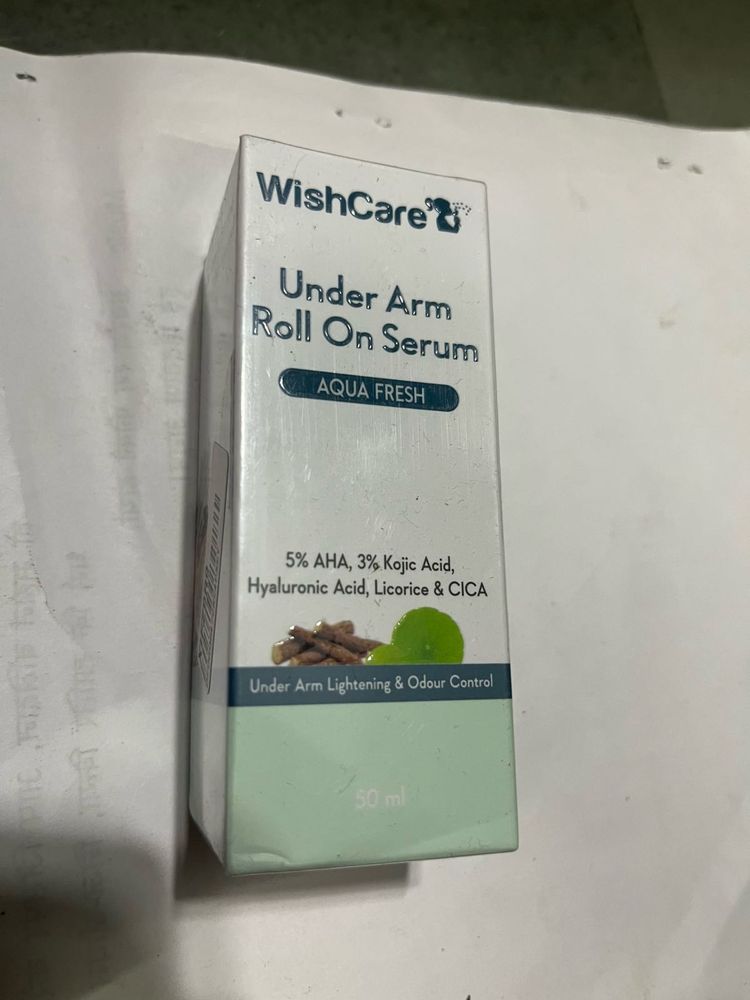 WishCare
Under Arm
Roll On Serum
AQUA FRESH
5% AHA, 3% Kojic Acid,
Hyaluronic Acid, Licorice & CICA
Under Arm Lightening & Odour Control
50 ml